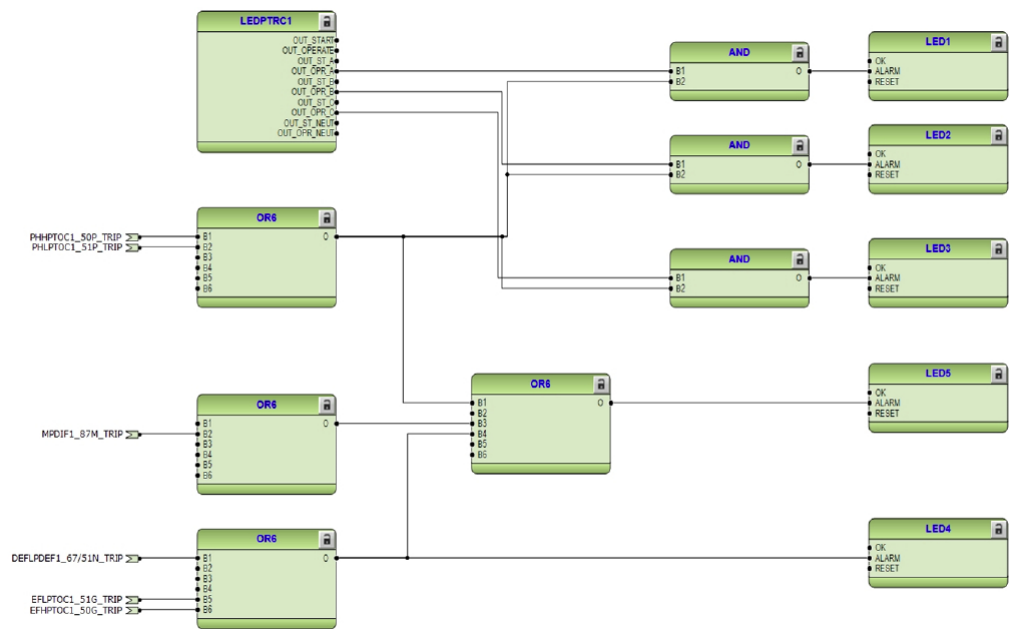 LEDPTRC1
OUT_START
OUT_OPERATE
OUT_ST_A
OUT_OPR_A
OUT_ST_B
OUT_OPR_B
OUT_ST_C
OUT_OPR_C
OUT_ST_NEUT
OUT_OPR_NEUT
AND
B1 O
B2
LED1
OK
ALARM
RESET
AND
B1 O
B2
LED2
OK
ALARM
RESET
PHHPTOC1_50P_TRIP
PHLPTOC1_51P_TRIP
OR6
B1 O
B2
B3
B4
B5
B6
AND
B1 O
B2
LED3
OK
ALARM
RESET
MPDIF1_87M_TRIP
OR6
B1 O
B2
B3
B4
B5
B6
OR6
B1 O
B2
B3
B4
B5
B6
LED5
OK
ALARM
RESET
DEFLPDEF1_67/51N_TRIP
EFLPTOC1_51G_TRIP
EFHPTOC1_50G_TRIP
OR6
B1 O
B2
B3
B4
B5
B6
LED4
OK
ALARM
RESET